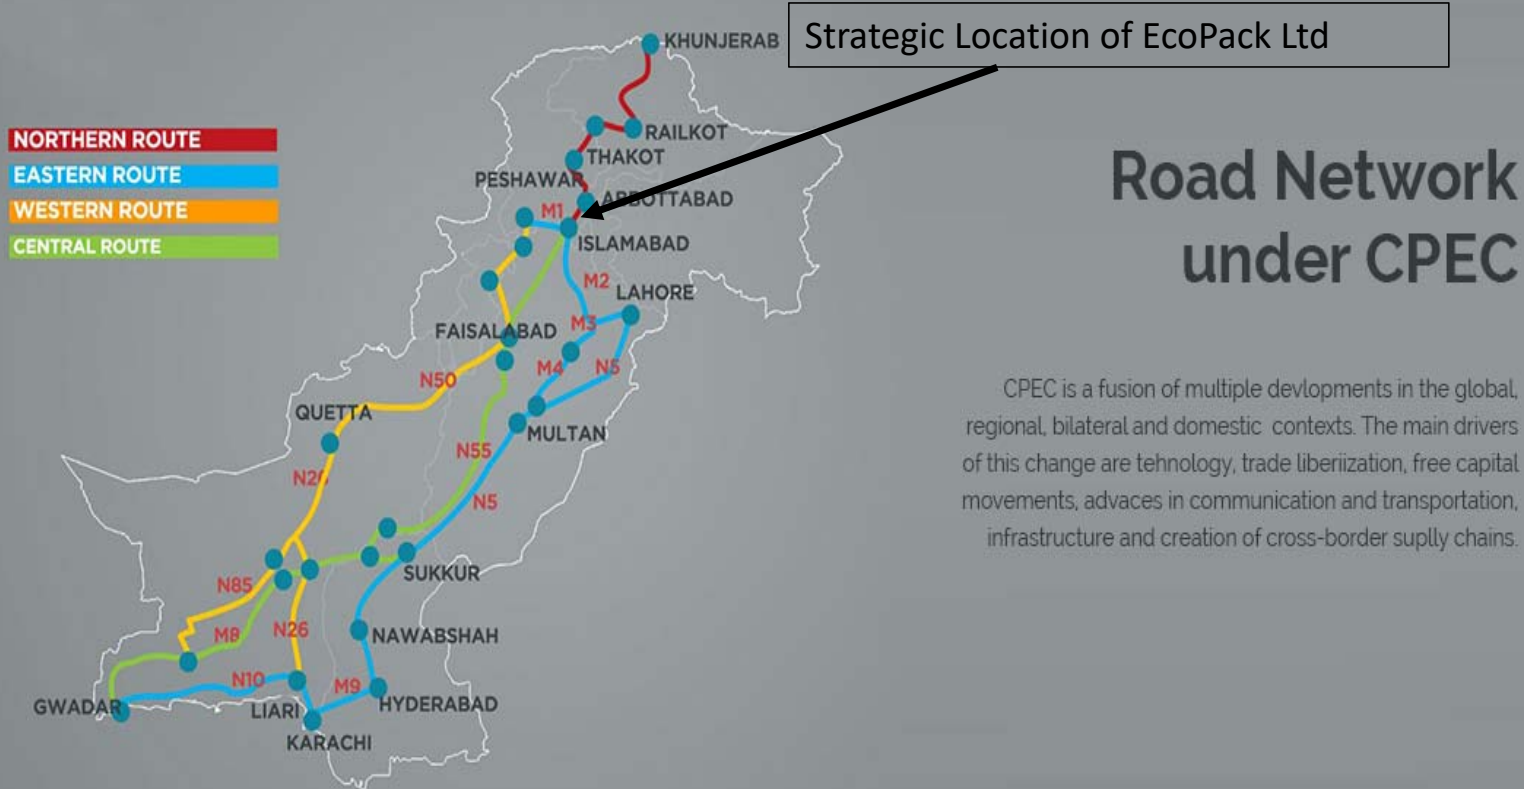 Strategic Location of EcoPack Ltd
KHUNJERAB
NORTHERN ROUTE
EASTERN ROUTE
WESTERN ROUTE
CENTRAL ROUTE
RAILKOT
THAKOT
PESHAWAR
ABBOTTABAD
M1
ISLAMABAD
M2
LAHORE
M3
FAISALABAD
M4
N5
N50
QUETTA
MULTAN
N55
N20
N5
SUKKUR
N85
M8
N26
NAWABSHAH
N10
M9
HYDERABAD
GWADAR
LIARI
KARACHI
Road Network
under CPEC
CPEC is a fusion of multiple devlopments in the global,
regional, bilateral and domestic contexts. The main drivers
of this change are tehnology, trade liberiization, free capital
movements, advaces in communication and transportation,
infrastructure and creation of cross-border suplly chains.